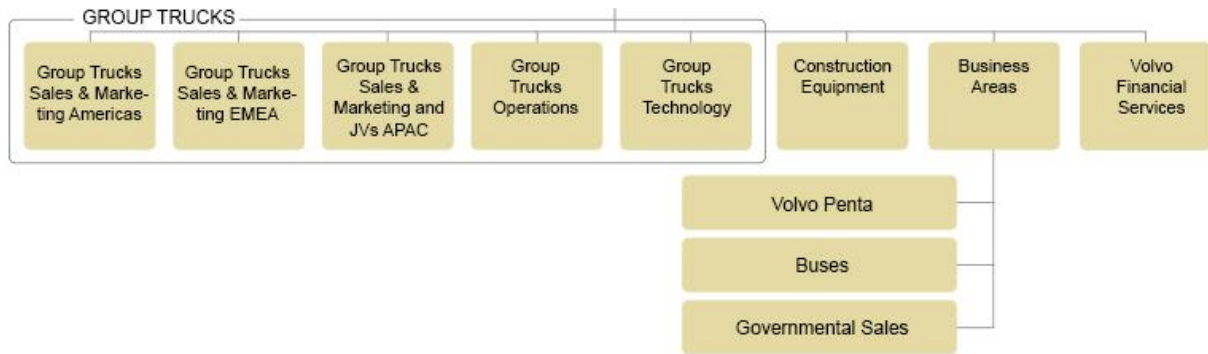 GROUP TRUCKS
Group Trucks
Sales & Marke-
ting Americas
Group Trucks
Sales & Marke-
ting EMEA
Group Trucks
Sales &
Marketing and
JVs APAC
Group
Trucks
Operations
Group
Trucks
Technology
Construction
Equipment
Business
Areas
Volvo
Financial
Services
Volvo Penta
Buses
Governmental Sales